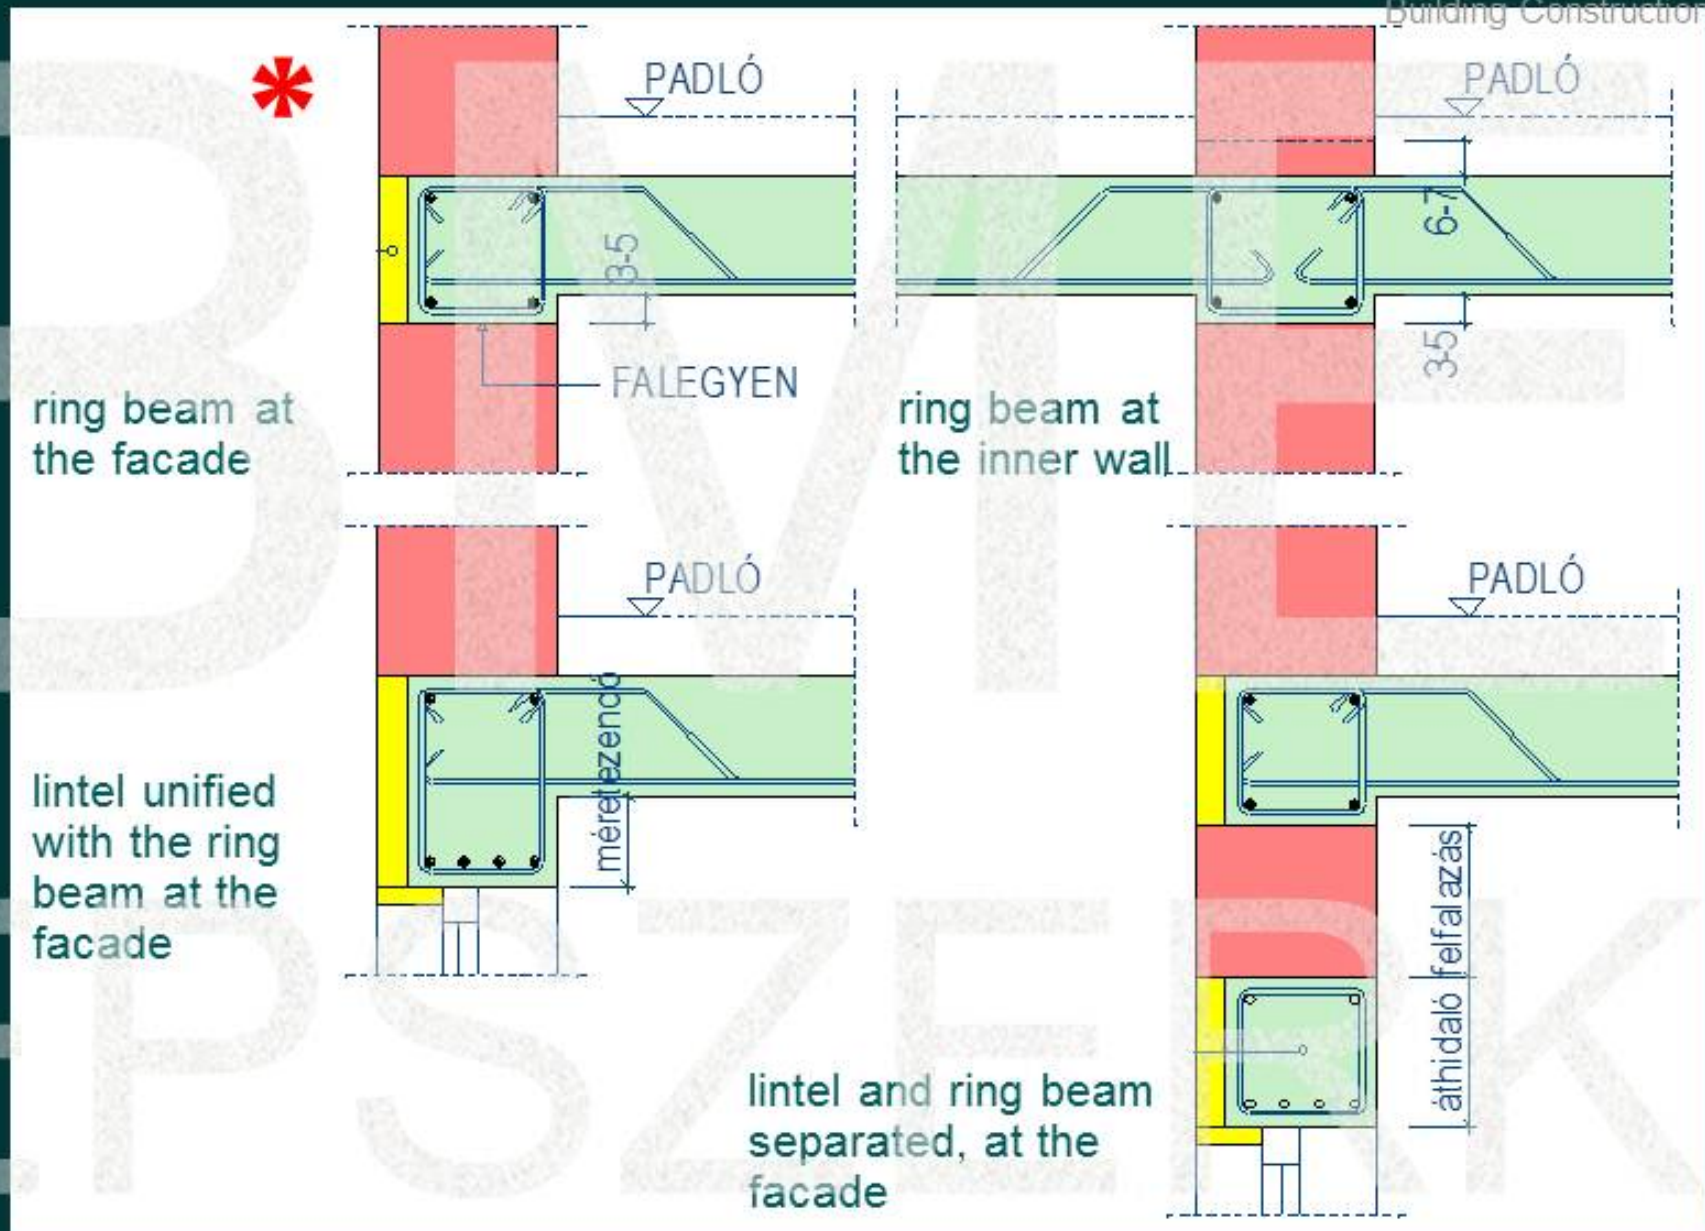 Building Construction
*
PADLÓ
PADLÓ
3-5
6-7
3-5
FALEGYEN
ring beam at
the facade
ring beam at
the inner wall
PADLÓ
PADLÓ
méretezendő
lintel unified
with the ring
beam at the
facade
felfalazás
áthidaló
lintel and ring beam
separated, at the
facade
BME
ÉPSZERK